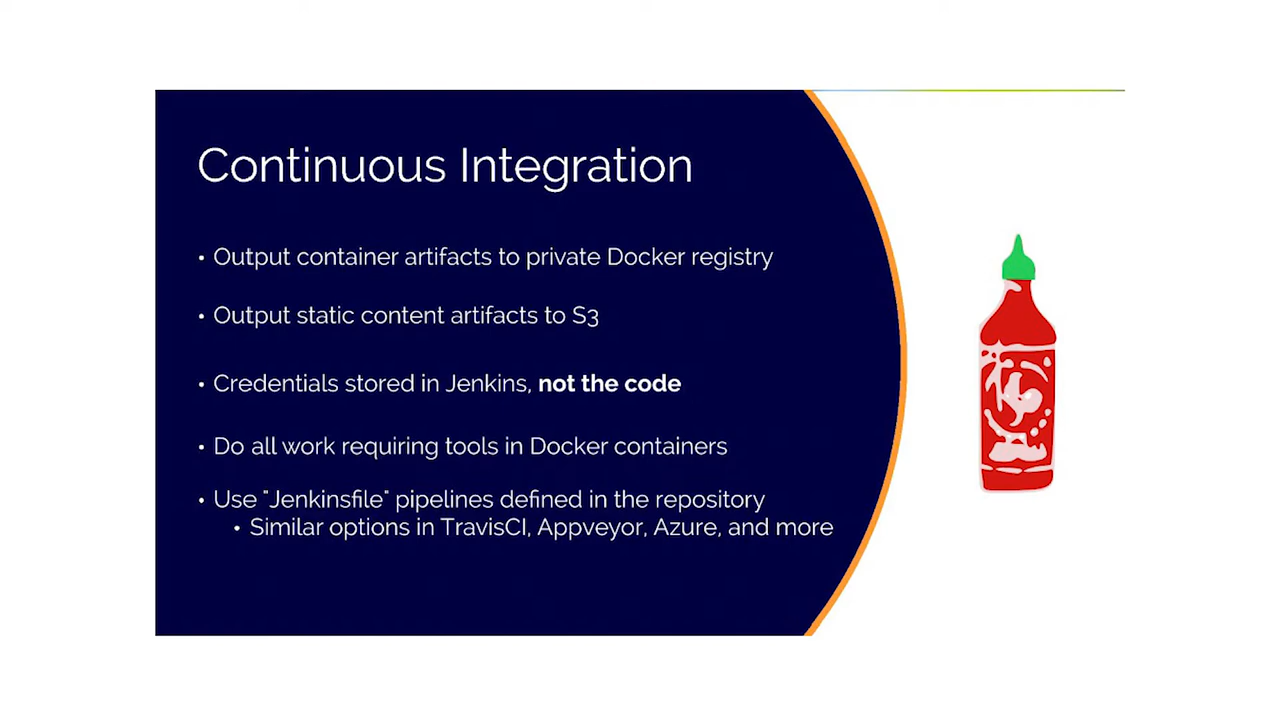 Continuous Integration
• Output container artifacts to private Docker registry
• Output static content artifacts to S3
• Credentials stored in Jenkins, not the code
• Do all work requiring tools in Docker containers
• Use "Jenkinsfile" pipelines defined in the repository
• Similar options in TravisCI, Appveyor, Azure, and more